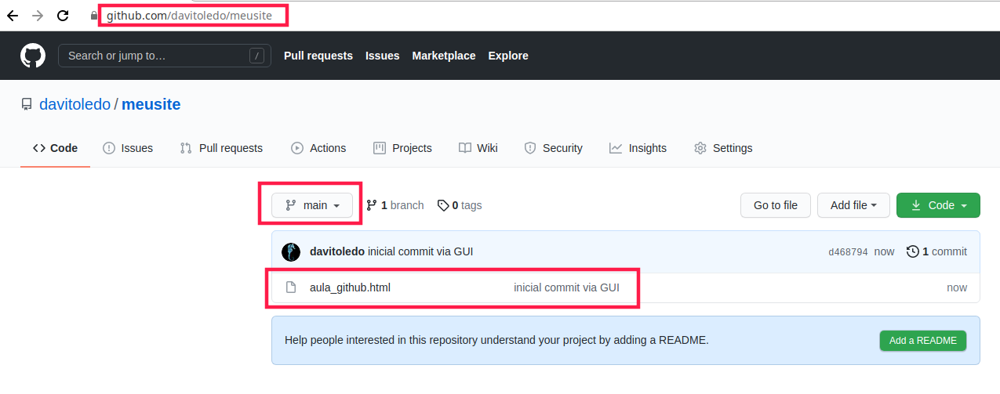 github.com/davitoledo/meusite
Search or jump to… / Pull requests Issues Marketplace Explore
davitoledo / meusite
Code Issues Pull requests Actions Projects Wiki Security Insights Settings
main 1 branch 0 tags Go to file Add file Code
davitoledo inicial commit via GUI d468794 now 1 commit
aula_github.html inicial commit via GUI now
Help people interested in this repository understand your project by adding a README. Add a README